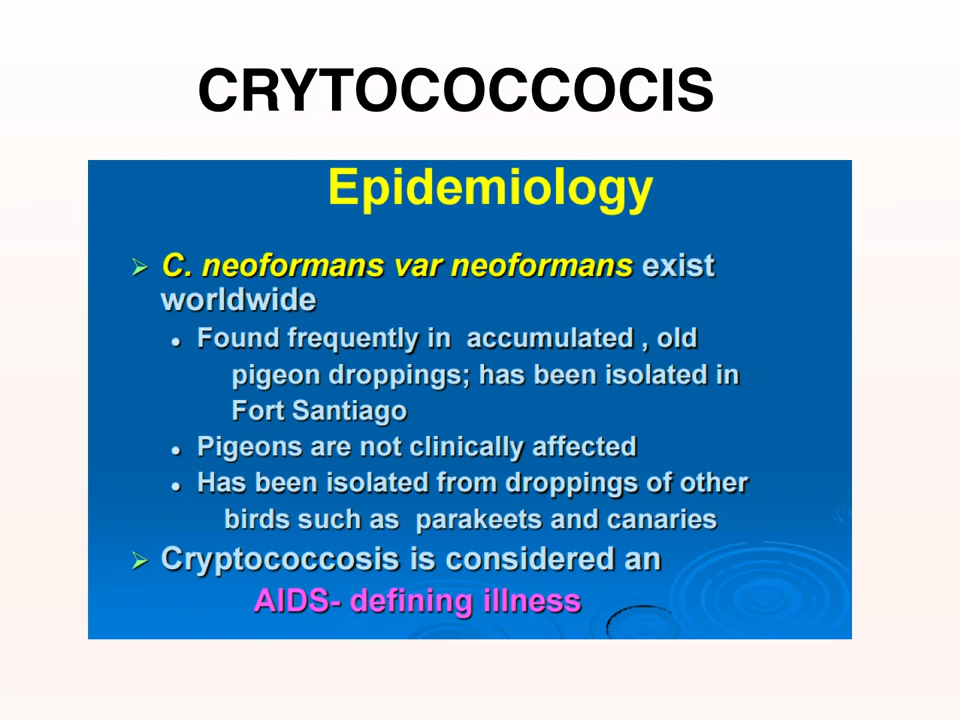 CRYTOCOCCOCIS
Epidemiology
C. neoformans var neoformans exist
worldwide
Found frequently in accumulated , old
pigeon droppings; has been isolated in
Fort Santiago
Pigeons are not clinically affected
Has been isolated from droppings of other
birds such as parakeets and canaries
Cryptococcosis is considered an
AIDS- defining illness